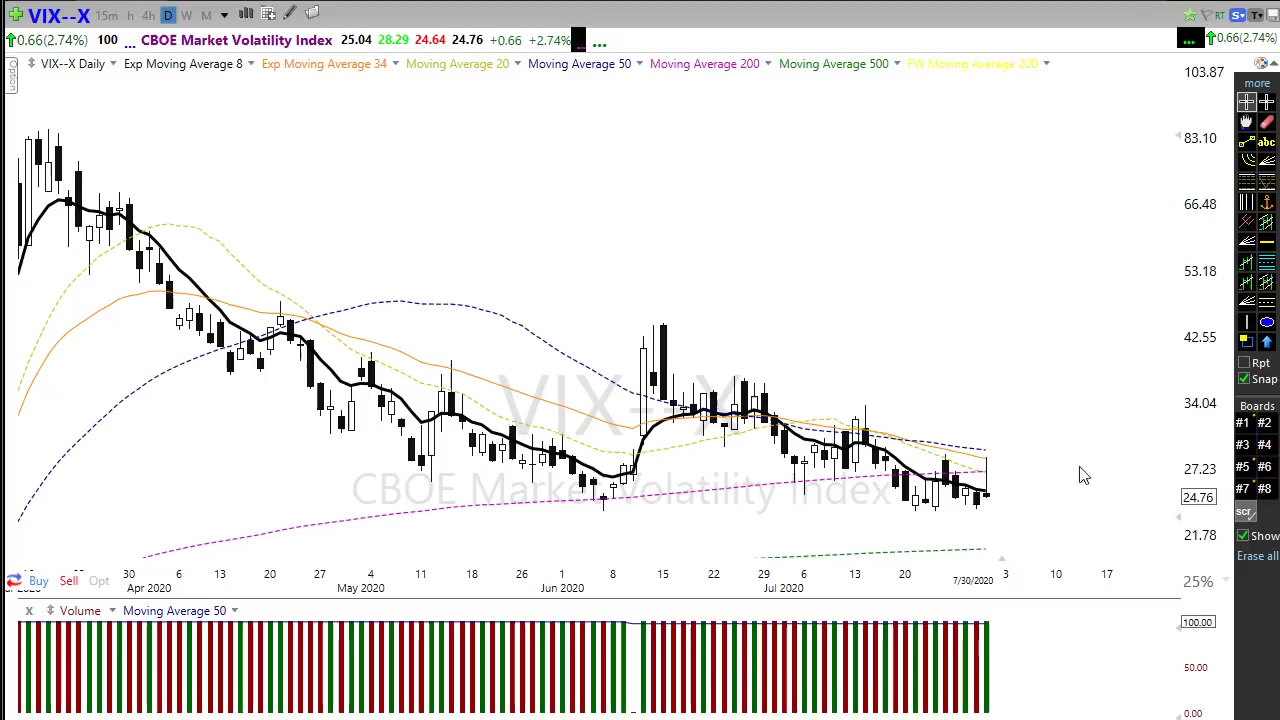 VIX--X 15m h 4h D W M RT S T
0.66(2.74%) 100 ... CBOE Market Volatility Index 25.04 28.29 24.64 24.76 +0.66 +2.74% ... ... 0.66(2.74%)
Option
VIX--X Daily Exp Moving Average 8 Exp Moving Average 34 Moving Average 20 Moving Average 50 Moving Average 200 Moving Average 500 FW Moving Average 200
103.87
83.10
66.48
53.18
42.55
34.04
27.23
24.76
21.78
VIX--X
CBOE Market Volatility Index
more
abc
Rpt
Snap
Boards
#1 #2
#3 #4
#5 #6
#7 #8
scr
Show
Erase all
30 6 13 20 27 4 11 18 26 1 8 15 22 29 6 13 20 7/30/2020 3 10 17
Apr 2020 May 2020 Jun 2020 Jul 2020
Buy Sell Opt 25%
x Volume Moving Average 50
100.00
50.00
0.00